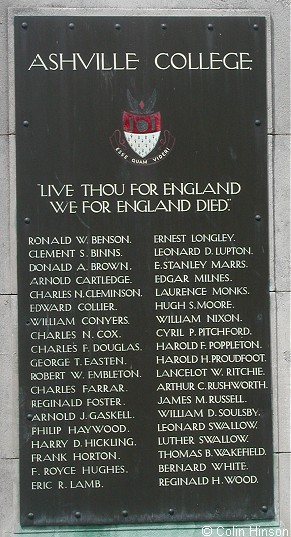 ASHVILLE COLLEGE.
ESSE QUAM VIDERI
"LIVE THOU FOR ENGLAND
WE FOR ENGLAND DIED."
RONALD W. BENSON.
CLEMENT S. BINNS.
DONALD A. BROWN.
ARNOLD CARTLEDGE.
CHARLES N. CLEMINSON.
EDWARD COLLIER.
WILLIAM CONYERS.
CHARLES N. COX.
CHARLES F. DOUGLAS.
GEORGE T. EASTEN.
ROBERT W. EMBLETON.
CHARLES FARRAR.
REGINALD FOSTER.
ARNOLD J. GASKELL.
PHILIP HAYWOOD.
HARRY D. HICKLING.
FRANK HORTON.
F. ROYCE HUGHES.
ERIC R. LAMB.
ERNEST LONGLEY.
LEONARD D. LUPTON.
E. STANLEY MARRS.
EDGAR MILNES.
LAURENCE MONKS.
HUGH S. MOORE.
WILLIAM NIXON.
CYRIL P. PITCHFORD.
HAROLD F. POPPLETON.
HAROLD H. PROUDFOOT.
LANCELOT W. RITCHIE.
ARTHUR C. RUSHWORTH.
JAMES M. RUSSELL.
WILLIAM D. SOULSBY.
LEONARD SWALLOW.
LUTHER SWALLOW.
THOMAS B. WAKEFIELD.
BERNARD WHITE.
REGINALD H. WOOD.
© Colin Hinson